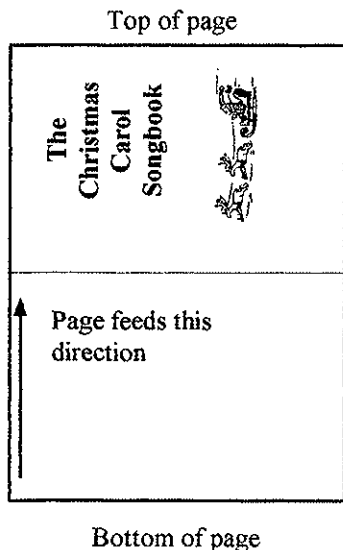 Top of page
The
Christmas
Carol
Songbook
Page feeds this
direction
Bottom of page